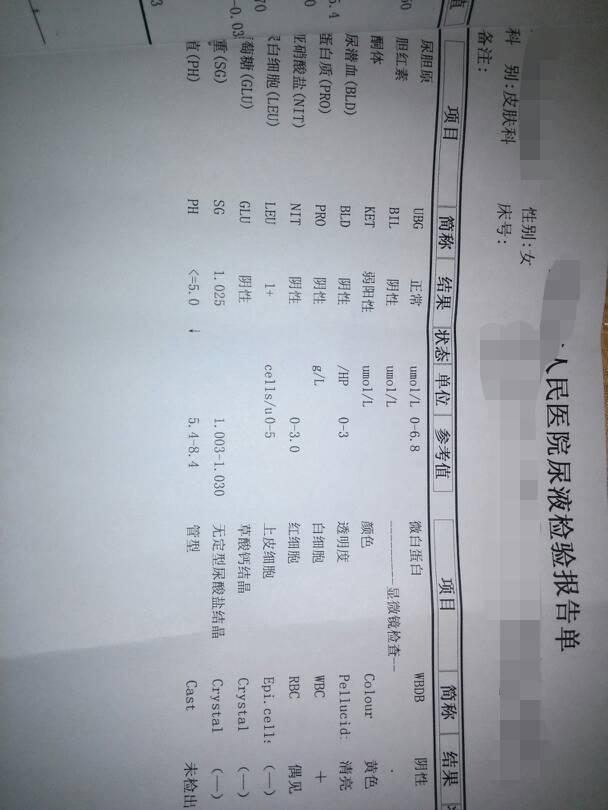 人民医院尿液检验报告单
性别:女
科 别:皮肤科
床号:
备注:
值 项目 简称 结果 状态 单位 参考值 项目 简称 结果
尿胆原 UBG 正常 umol/L 0-6.8 微白蛋白 WBDB 阴性
胆红素 BIL 阴性 umol/L ---------显微镜检查-- .
酮体 KET 弱阳性 umol/L 颜色 Colour 黄色
尿潜血(BLD) BLD 阴性 /HP 0-3 透明度 Pellucid: 清亮
蛋白质(PRO) PRO 阴性 g/L 白细胞 WBC +
亚硝酸盐(NIT) NIT 阴性 0-3.0 红细胞 RBC 偶见
尿白细胞(LEU) LEU 1+ cells/u 0-5 上皮细胞 Epi.cells (—)
葡萄糖(GLU) GLU 阴性 草酸钙结晶 Crystal (—)
重(SG) SG 1.025 1.003-1.030 无定型尿酸盐结晶 Crystal (—)
值(PH) PH <=5.0 ↓ 5.4-8.4 管型 Cast 未检出
50
5.4
0
70
-0.03
3